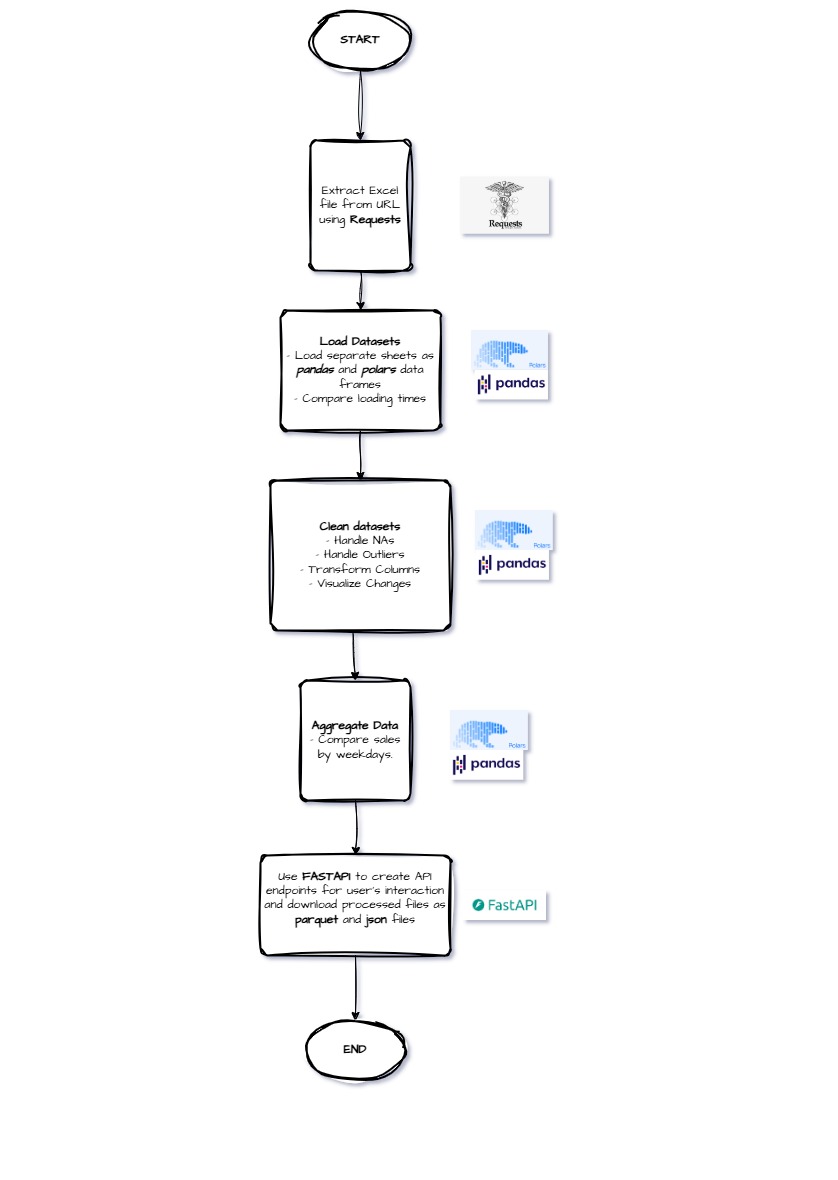 START
Extract Excel
file from URL
using Requests
Requests
Load Datasets
- Load separate sheets as
pandas and polars data
frames
- Compare loading times
Polars
pandas
Clean datasets
- Handle NAs
- Handle Outliers
- Transform Columns
- Visualize Changes
Polars
pandas
Aggregate Data
- Compare sales
by weekdays.
Polars
pandas
Use FASTAPI to create API
endpoints for user's interaction
and download processed files as
parquet and json files
FastAPI
END